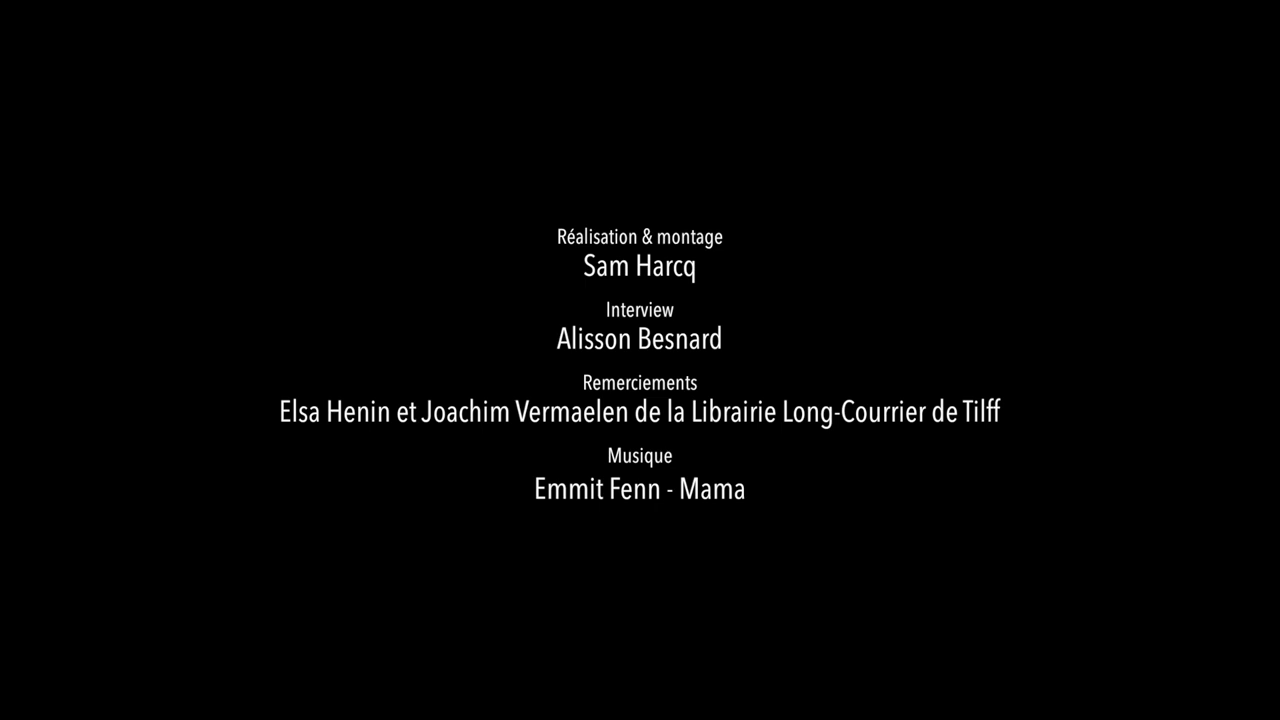 Réalisation & montage
Sam Harcq
Interview
Alisson Besnard
Remerciements
Elsa Henin et Joachim Vermaelen de la Librairie Long-Courrier de Tilff
Musique
Emmit Fenn - Mama